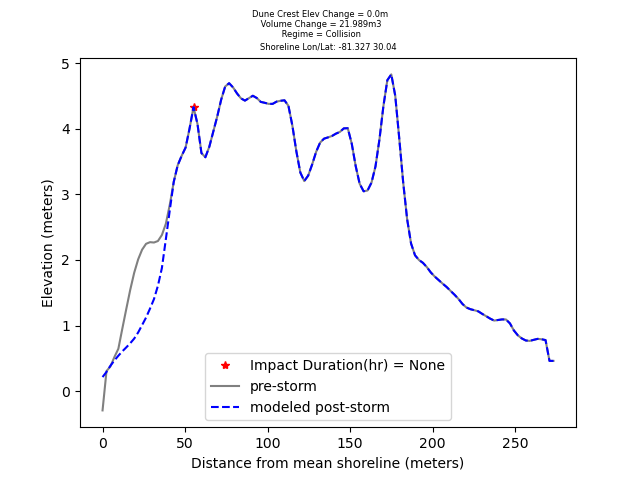 Dune Crest Elev Change = 0.0m
Volume Change = 21.989m3
Regime = Collision
Shoreline Lon/Lat: -81.327 30.04
5
4
3
2
1
0
Elevation (meters)
Impact Duration(hr) = None
pre-storm
modeled post-storm
0 50 100 150 200 250
Distance from mean shoreline (meters)